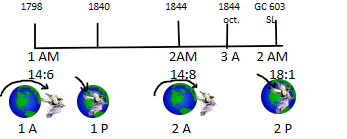 1798 1840 1844 1844 GC 603
oct. SL
1 AM 2AM 3 A 2 AM
14:6 14:8 18:1
1 A 1 P 2 A 2 P